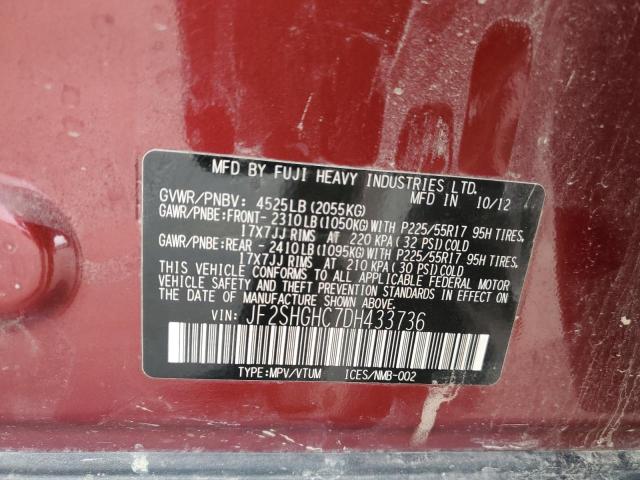 MFD BY FUJI HEAVY INDUSTRIES LTD.
GVWR/PNBV: 4525LB (2055KG) MFD IN 10/12
GAWR/PNBE:FRONT- 2310LB(1050KG)WITH P225/55R17 95H TIRES,
17x7JJ RIMS AT 220 KPA ( 32 PSI)COLD
GAWR/PNBE:REAR - 2410LB(1095KG)WITH P225/55R17 95H TIRES,
17x7JJ RIMS AT 210 KPA ( 30 PSI)COLD
THIS VEHICLE CONFORMS TO ALL APPLICABLE FEDERAL MOTOR
VEHICLE SAFETY, BUMPER, AND THEFT PREVENTION STANDARDS
IN EFFECT ON THE DATE OF MANUFACTURE SHOWN ABOVE.
VIN: JF2SHGHC7DH433736
TYPE:MPV/VTUM ICES/NMB-002